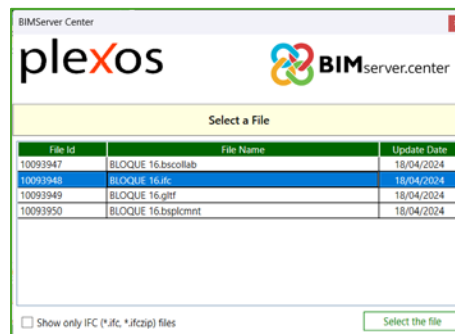 BIMServer Center
plexos
BIMserver.center
Select a File
File Id File Name Update Date
10093947 BLOQUE 16.bscollab 18/04/2024
10093948 BLOQUE 16.ifc 18/04/2024
10093949 BLOQUE 16.gltf 18/04/2024
10093950 BLOQUE 16.bsplcmnt 18/04/2024
Show only IFC (*.ifc, *.ifczip) files
Select the file